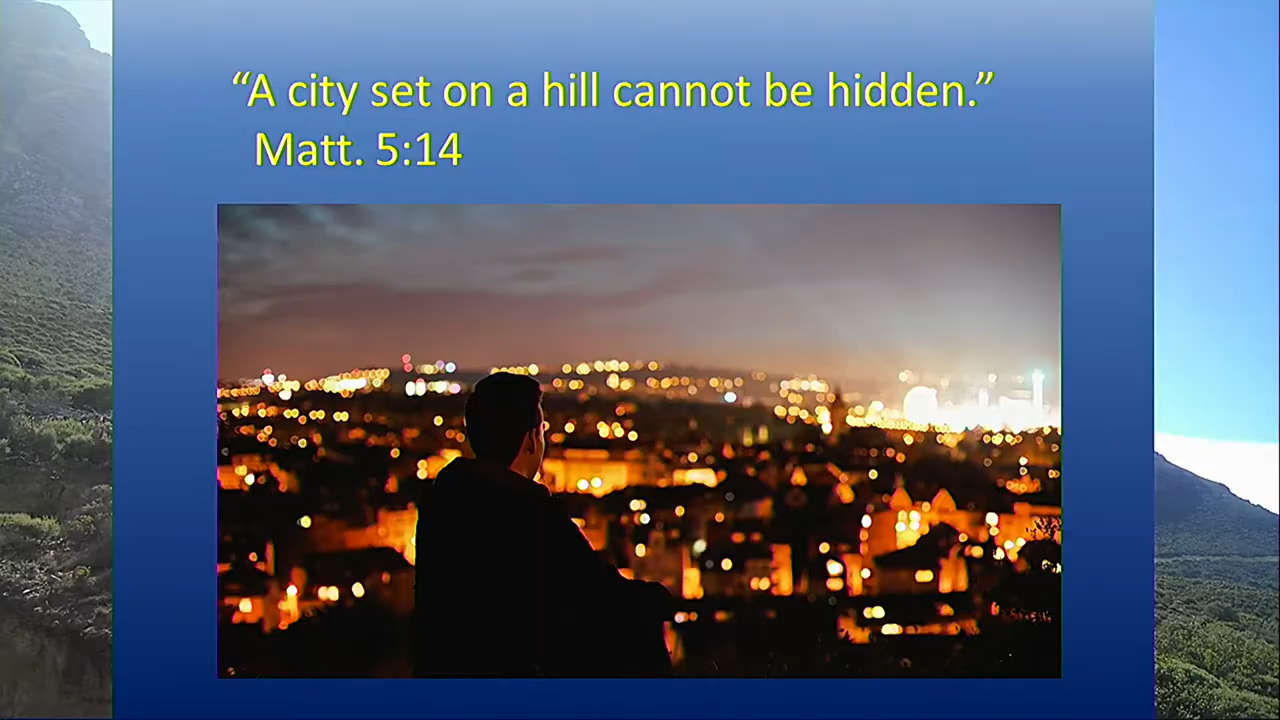 “A city set on a hill cannot be hidden.”
Matt. 5:14